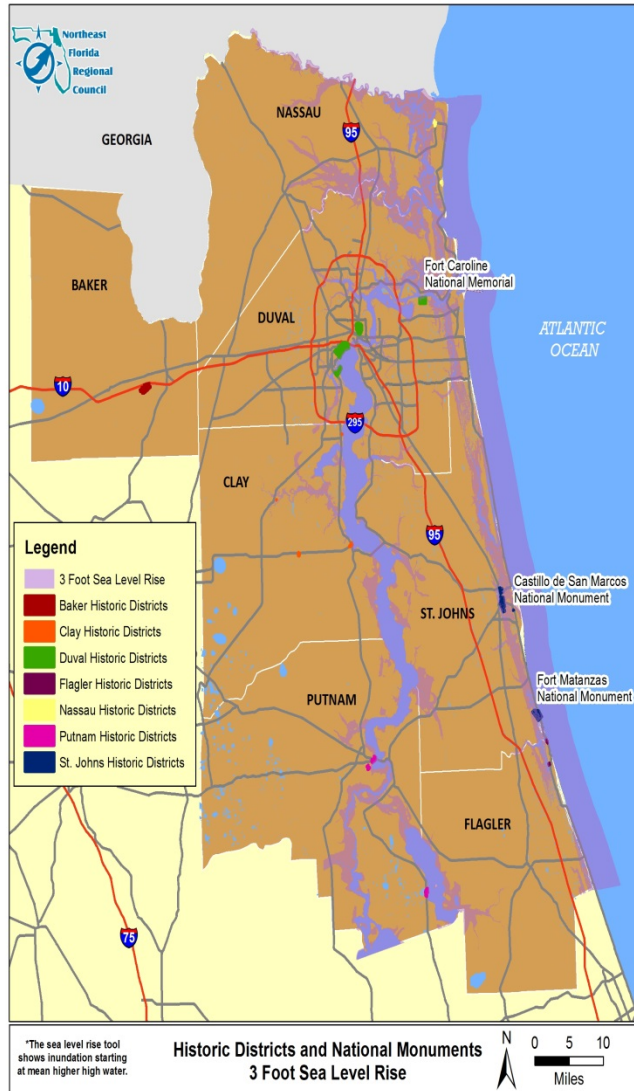 Northeast
Florida
Regional
Council
GEORGIA
NASSAU
95
BAKER
DUVAL
Fort Caroline
National Memorial
ATLANTIC
OCEAN
10
295
CLAY
95
Legend
3 Foot Sea Level Rise
Baker Historic Districts
Clay Historic Districts
Duval Historic Districts
Flagler Historic Districts
Nassau Historic Districts
Putnam Historic Districts
St. Johns Historic Districts
Castillo de San Marcos
National Monument
ST. JOHNS
Fort Matanzas
National Monument
PUTNAM
FLAGLER
75
*The sea level rise tool
shows inundation starting
at mean higher high water.
Historic Districts and National Monuments
3 Foot Sea Level Rise
N
0 5 10
Miles